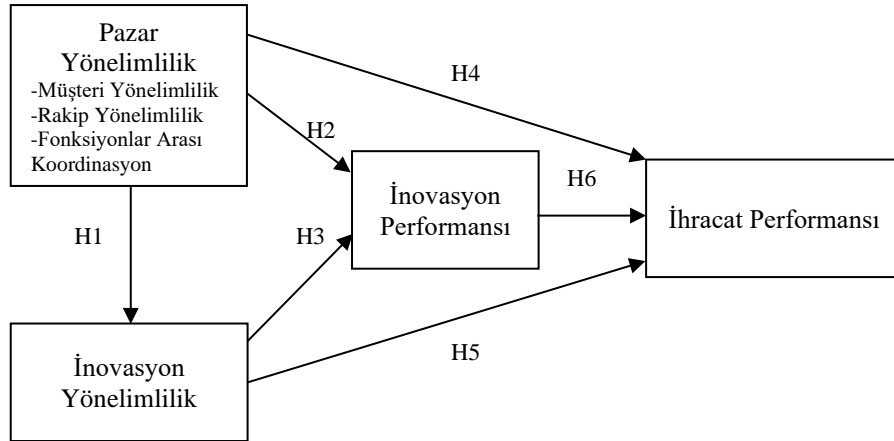 Pazar
Yönelimlilik
-Müşteri Yönelimlilik
-Rakip Yönelimlilik
-Fonksiyonlar Arası
Koordinasyon
H4
H2
H6
İnovasyon
Performansı
İhracat Performansı
H1
H3
H5
İnovasyon
Yönelimlilik